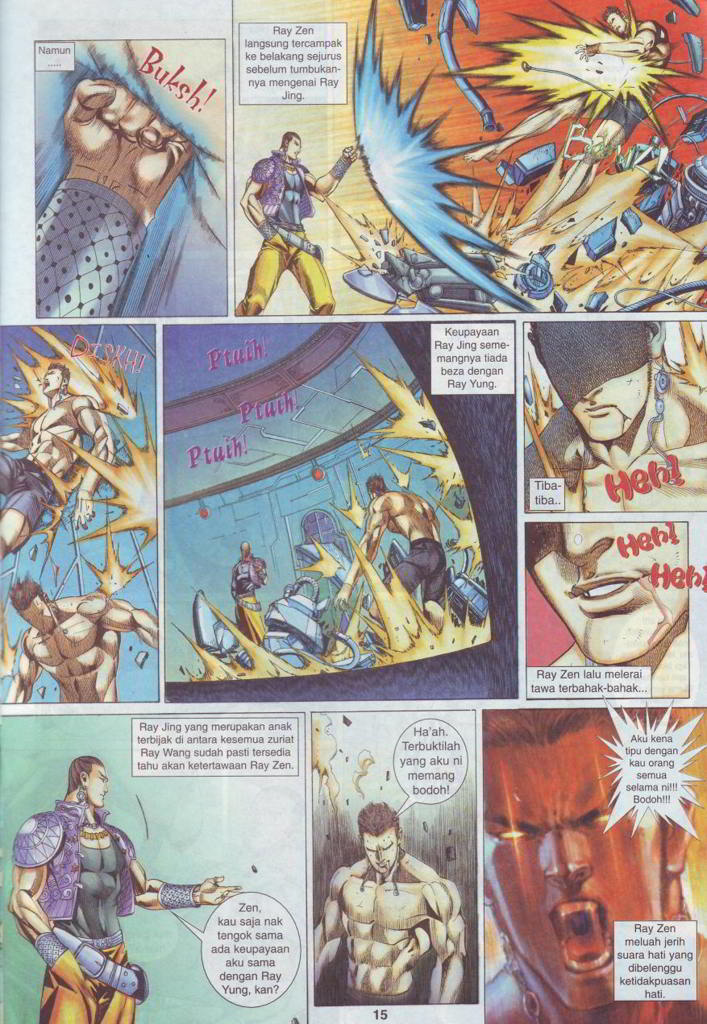 Namun
.....
Buksh!
Ray Zen
langsung tercampak
ke belakang sejurus
sebelum tumbukan-
nya mengenai Ray
Jing.
DISKH!
Ptuih!
Ptuih!
Ptuih!
Keupayaan
Ray Jing seme-
mangnya tiada
beza dengan
Ray Yung.
Tiba-
tiba..
Heh!
Heh!
Heh!
Ray Zen lalu melerai
tawa terbahak-bahak...
Ray Jing yang merupakan anak
terbijak di antara kesemua zuriat
Ray Wang sudah pasti tersedia
tahu akan ketertawaan Ray Zen.
Zen,
kau saja nak
tengok sama
ada keupayaan
aku sama
dengan Ray
Yung, kan?
Ha'ah.
Terbuktilah
yang aku ni
memang
bodoh!
Aku kena
tipu dengan
kau orang
semua
selama ni!!!
Bodoh!!!
Ray Zen
meluah jerih
suara hati yang
dibelenggu
ketidakpuasan
hati.
15